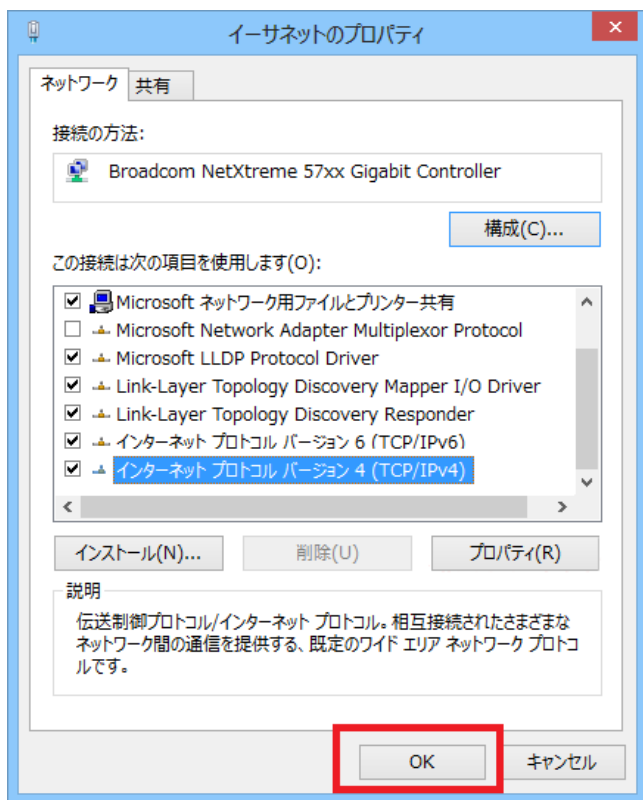 イーサネットのプロパティ
ネットワーク 共有
接続の方法:
Broadcom NetXtreme 57xx Gigabit Controller
構成(C)...
この接続は次の項目を使用します(O):
Microsoft ネットワーク用ファイルとプリンター共有
Microsoft Network Adapter Multiplexor Protocol
Microsoft LLDP Protocol Driver
Link-Layer Topology Discovery Mapper I/O Driver
Link-Layer Topology Discovery Responder
インターネット プロトコル バージョン 6 (TCP/IPv6)
インターネット プロトコル バージョン 4 (TCP/IPv4)
インストール(N)... 削除(U) プロパティ(R)
説明
伝送制御プロトコル/インターネット プロトコル。相互接続されたさまざまな
ネットワーク間の通信を提供する、既定のワイド エリア ネットワーク プロトコ
ルです。
OK キャンセル